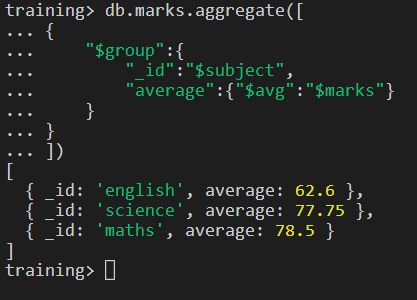 training> db.marks.aggregate([
... {
...     "$group":{
...         "_id":"$subject",
...         "average":{"$avg":"$marks"}
...     }
... }
... ])
[
  { _id: 'english', average: 62.6 },
  { _id: 'science', average: 77.75 },
  { _id: 'maths', average: 78.5 }
]
training>